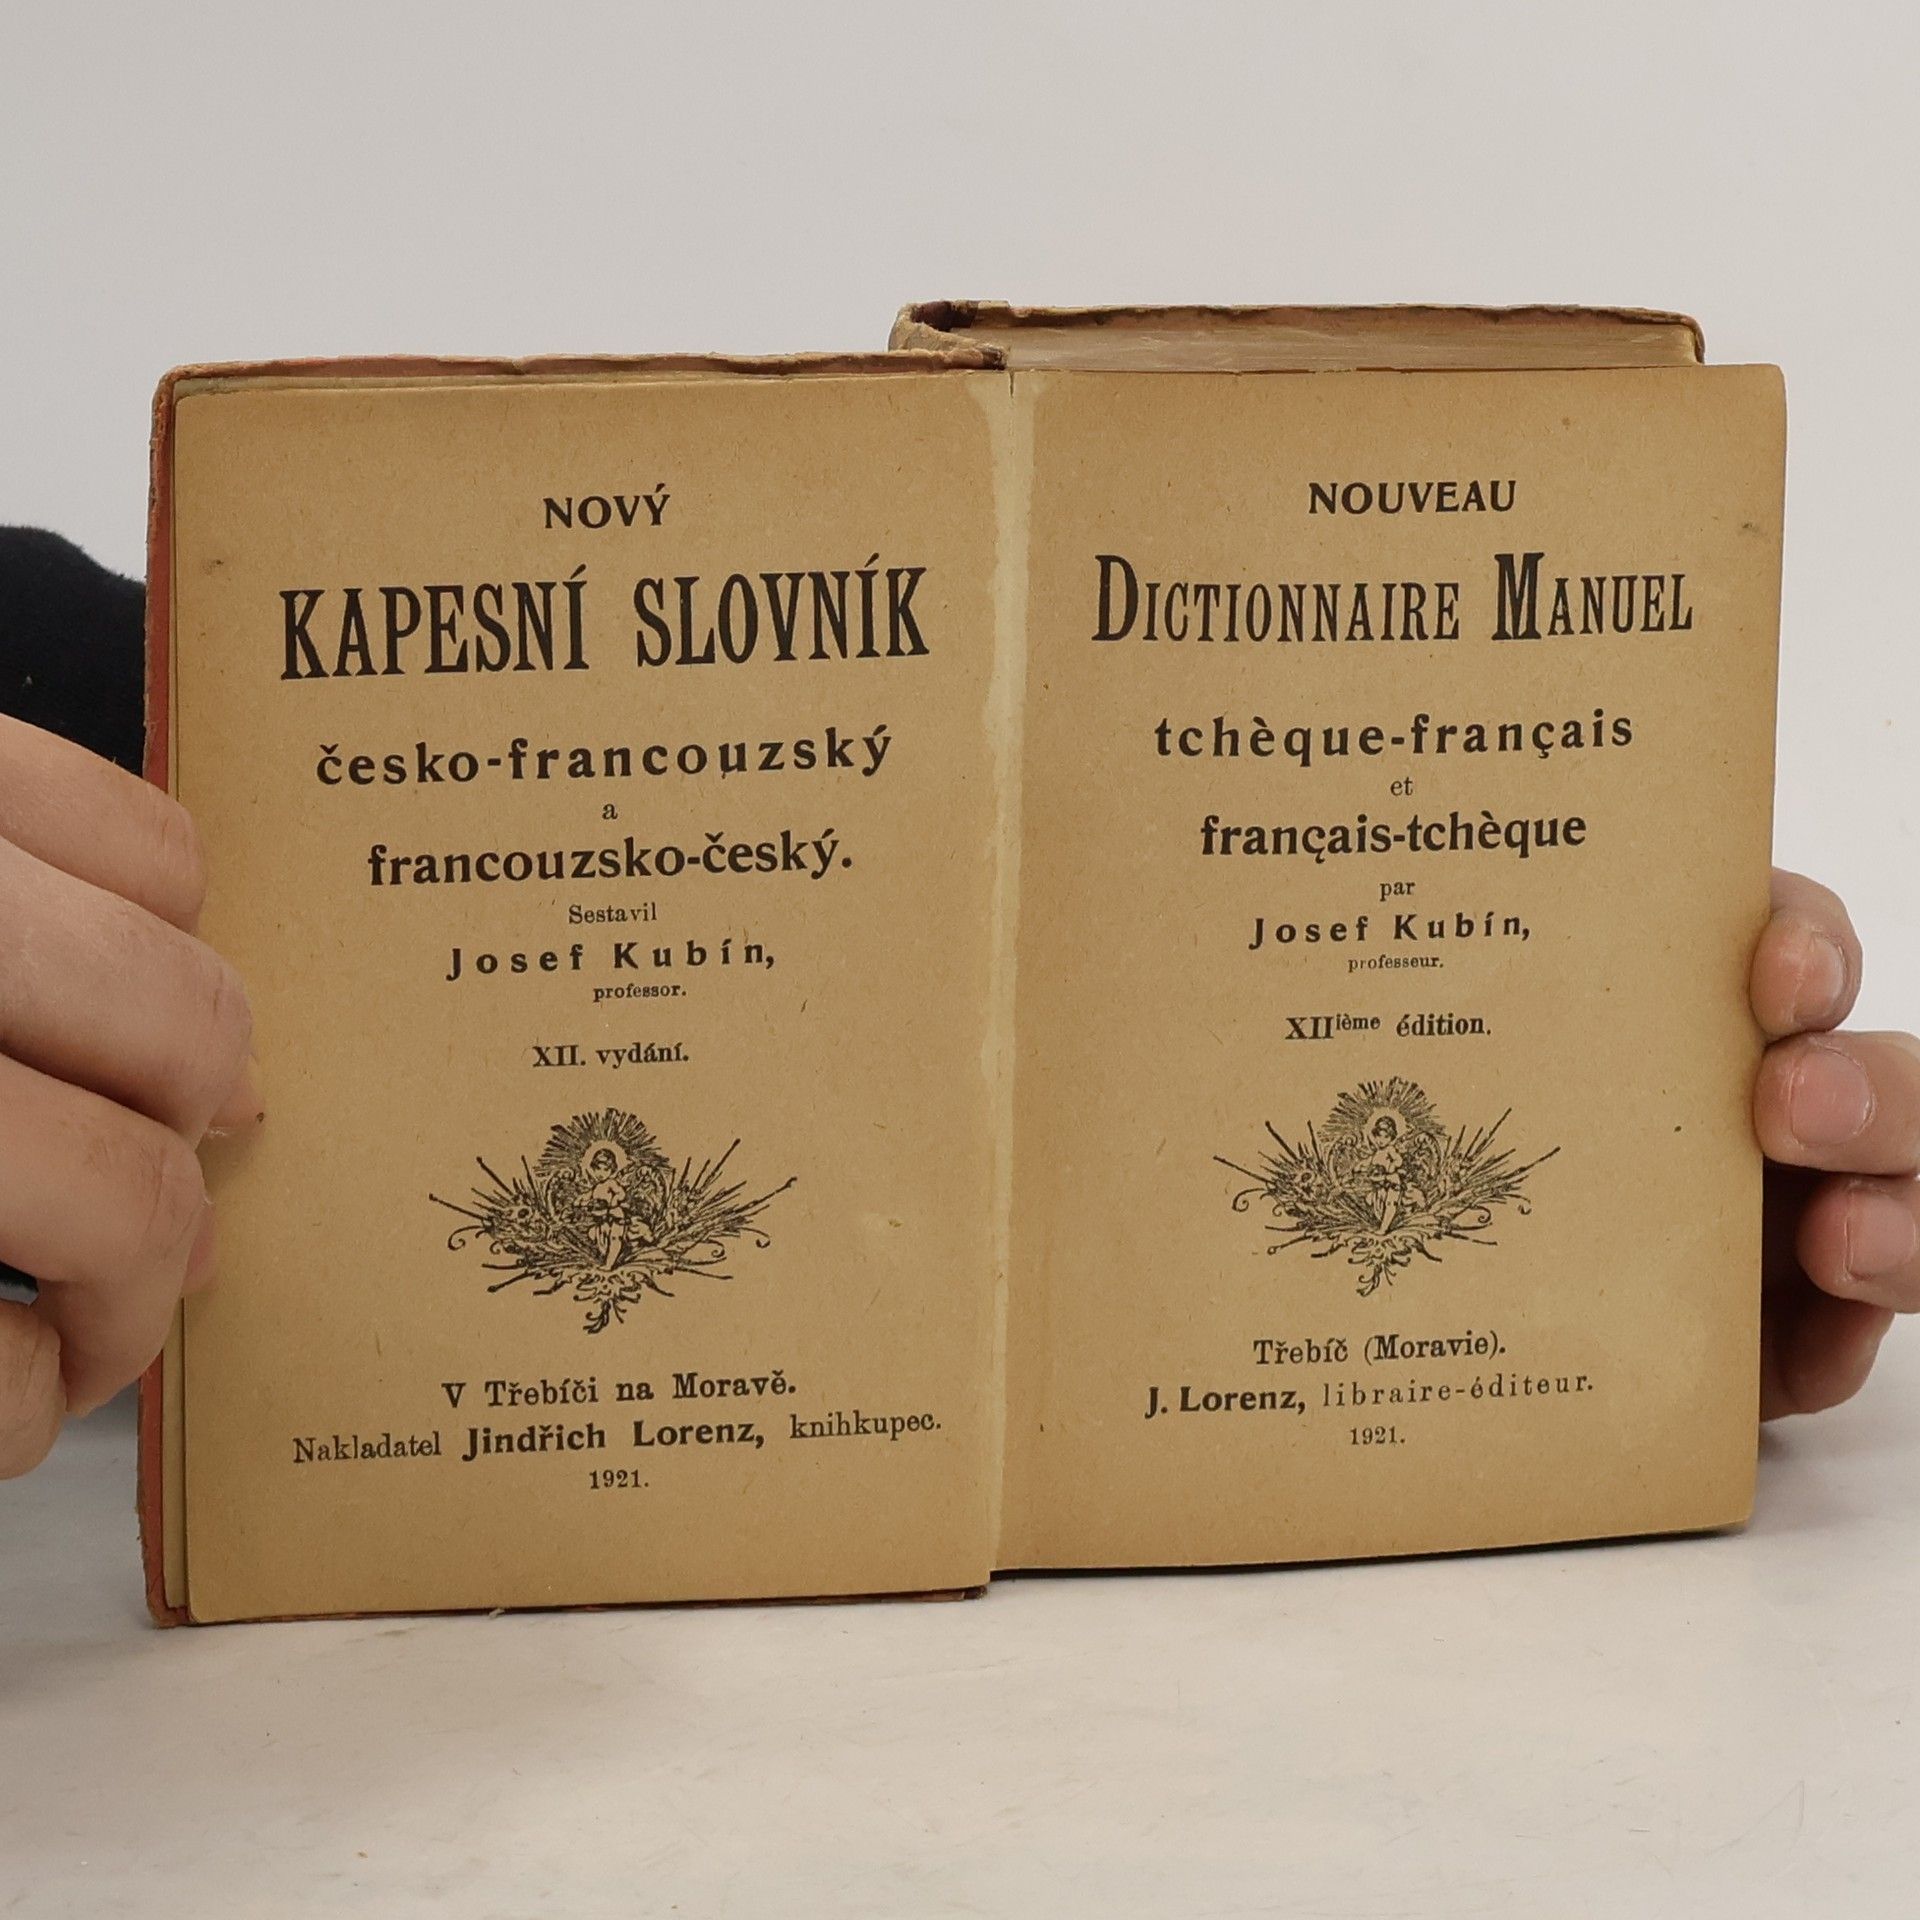 NOVÝ
KAPESNÍ SLOVNÍK
česko-francouzský
a
francouzsko-český.
Sestavil
Josef Kubín,
professor.
XII. vydání.
V Třebíči na Moravě.
Nakladatel Jindřich Lorenz, knihkupec.
1921.
NOUVEAU
DICTIONNAIRE MANUEL
tchèque-français
et
français-tchèque
par
Josef Kubín,
professeur.
XIIième édition.
Třebíč (Moravie).
J. Lorenz, libraire-éditeur.
1921.